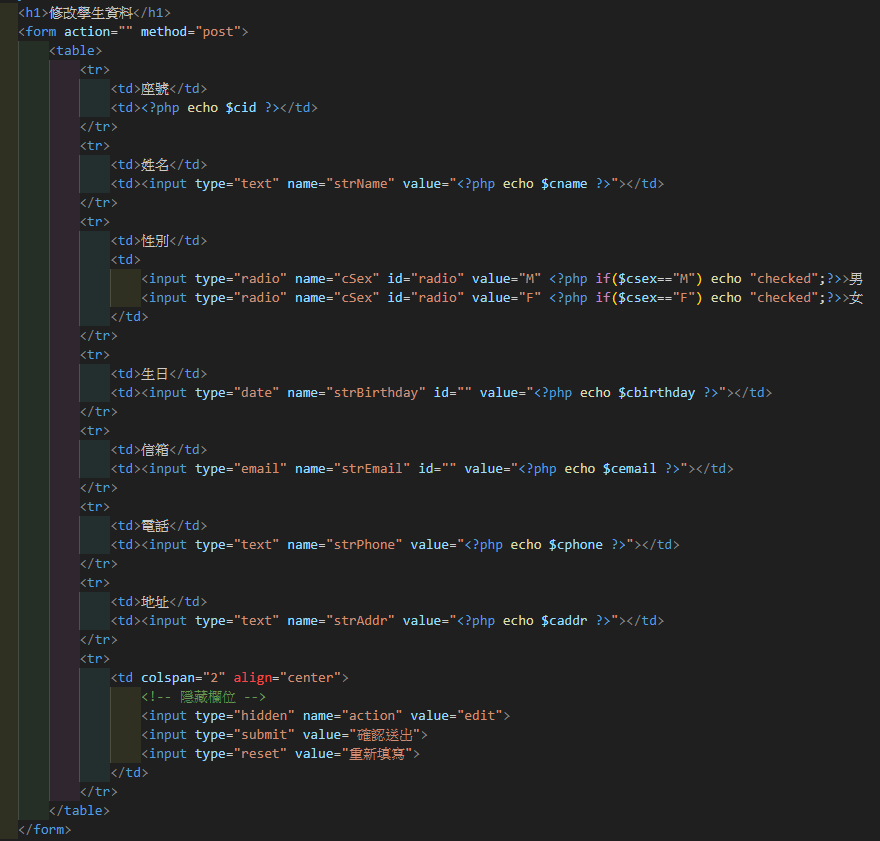 <h1>修改學生資料</h1>
<form action="" method="post">
<table>
<tr>
<td>座號</td>
<td><?php echo $cid ?></td>
</tr>
<tr>
<td>姓名</td>
<td><input type="text" name="strName" value="<?php echo $cname ?>"></td>
</tr>
<tr>
<td>性別</td>
<td>
<input type="radio" name="cSex" id="radio" value="M" <?php if($csex=="M") echo "checked";?>>男
<input type="radio" name="cSex" id="radio" value="F" <?php if($csex=="F") echo "checked";?>>女
</td>
</tr>
<tr>
<td>生日</td>
<td><input type="date" name="strBirthday" id="" value="<?php echo $cbirthday ?>"></td>
</tr>
<tr>
<td>信箱</td>
<td><input type="email" name="strEmail" id="" value="<?php echo $cemail ?>"></td>
</tr>
<tr>
<td>電話</td>
<td><input type="text" name="strPhone" value="<?php echo $cphone ?>"></td>
</tr>
<tr>
<td>地址</td>
<td><input type="text" name="strAddr" value="<?php echo $caddr ?>"></td>
</tr>
<tr>
<td colspan="2" align="center">
<!-- 隱藏欄位 -->
<input type="hidden" name="action" value="edit">
<input type="submit" value="確認送出">
<input type="reset" value="重新填寫">
</td>
</tr>
</table>
</form>